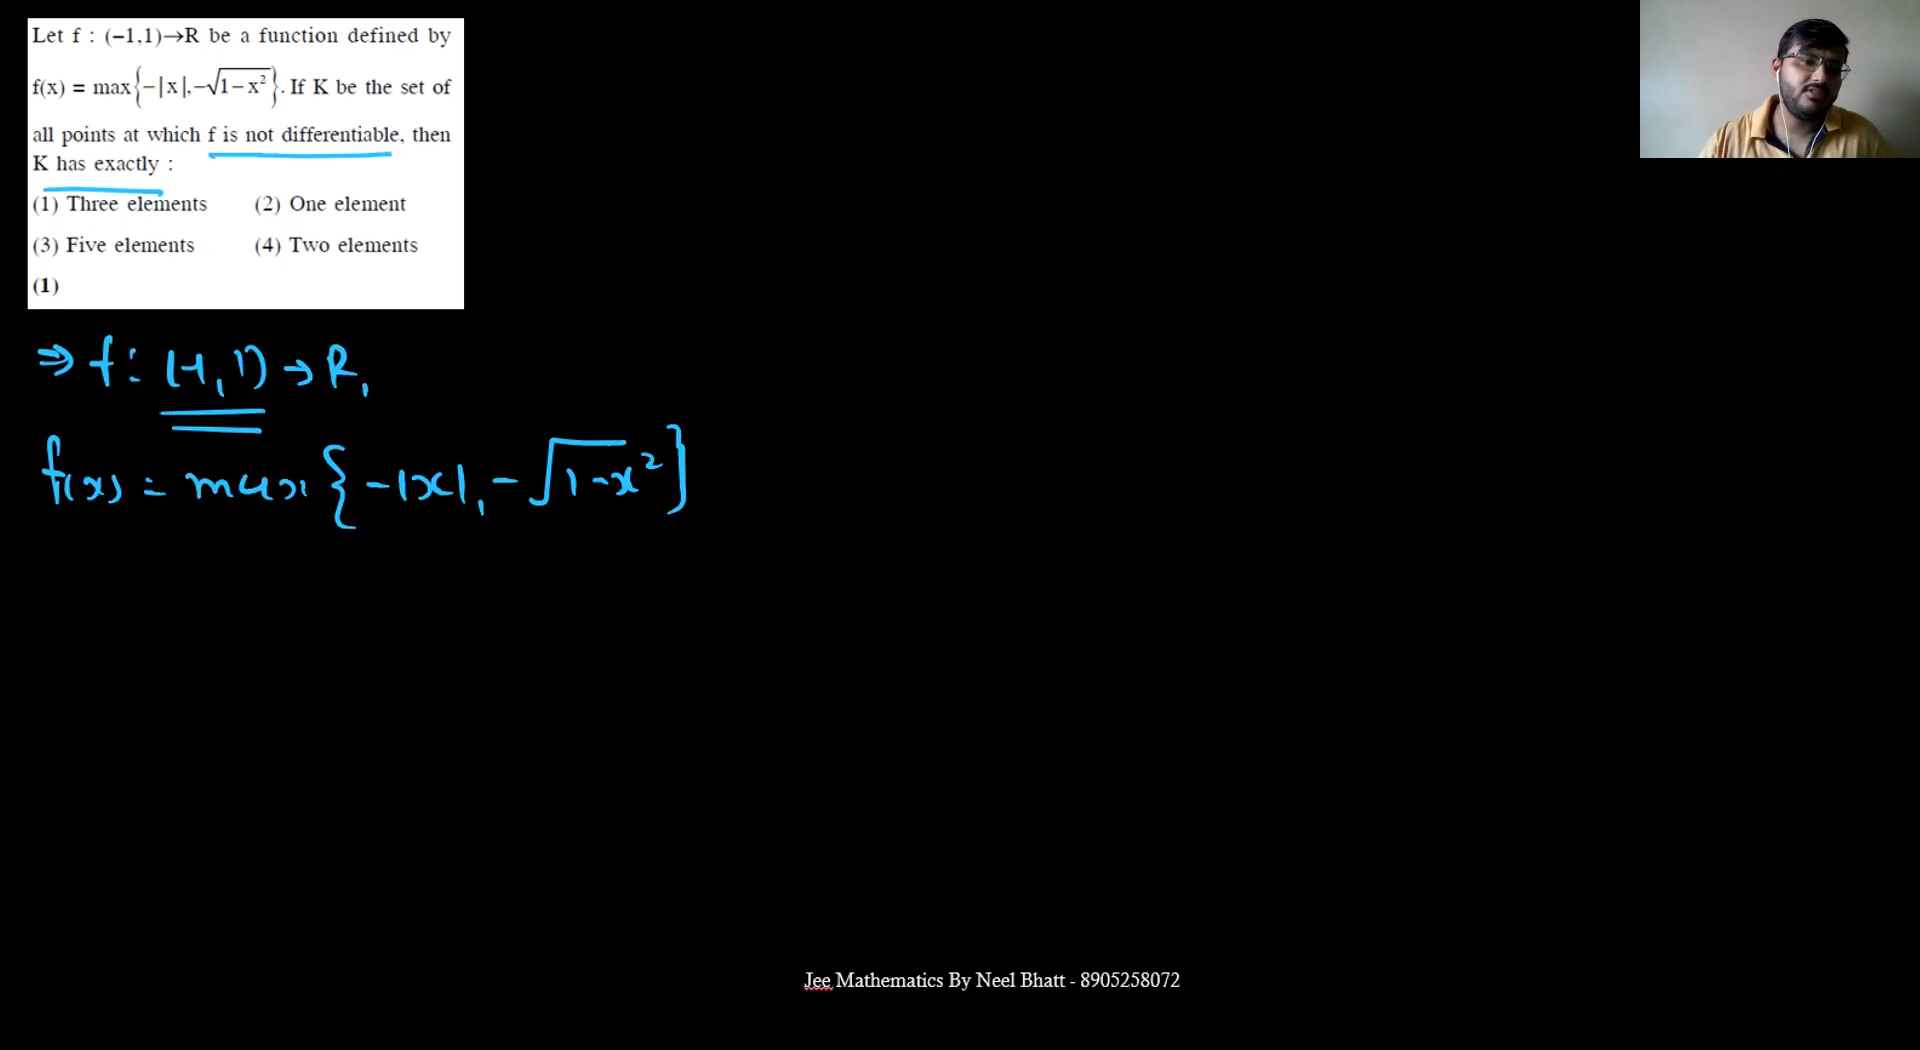 Let f : (−1,1)→R be a function defined by
f(x) = max{−|x|,−√1−x²}. If K be the set of
all points at which f is not differentiable, then
K has exactly :
(1) Three elements (2) One element
(3) Five elements (4) Two elements
(1)
⇒ f : (-1, 1) → R,
f(x) = max { -|x|, -√1-x² }
Jee Mathematics By Neel Bhatt - 8905258072